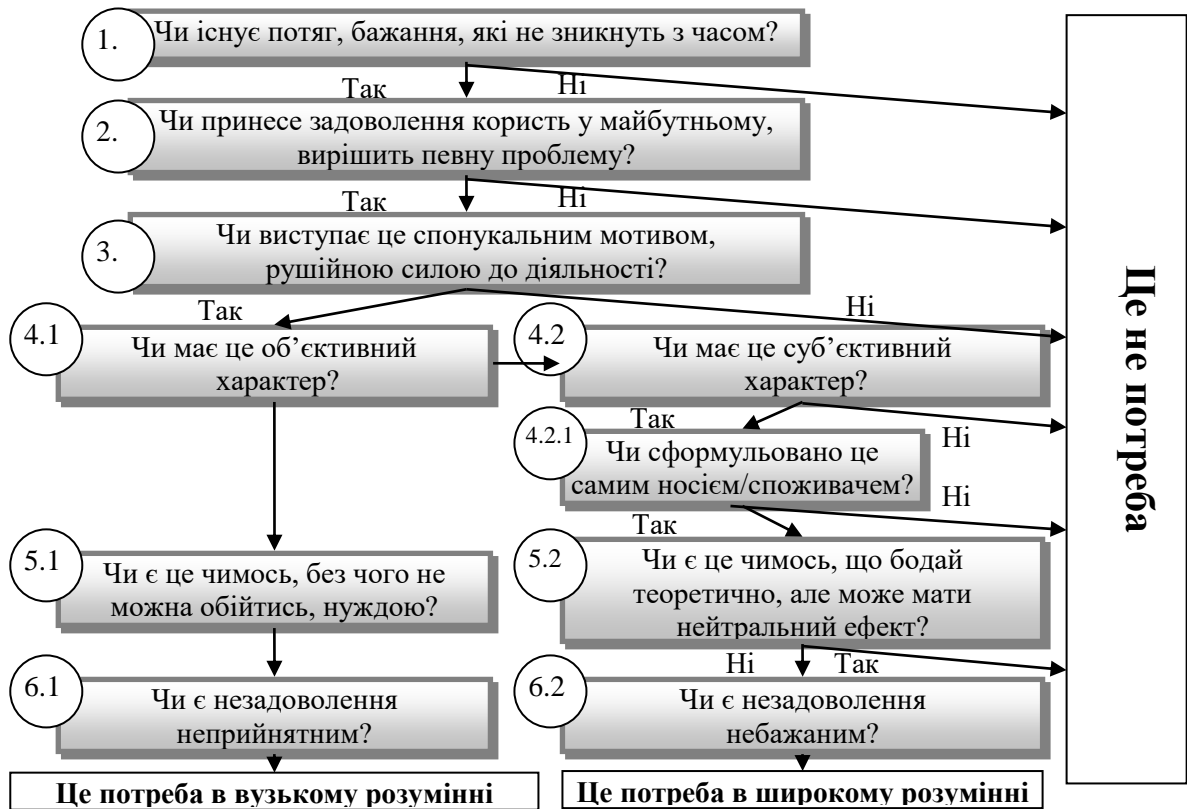 1.
Чи існує потяг, бажання, які не зникнуть з часом?
Так
Ні
2.
Чи принесе задоволення користь у майбутньому,
вирішить певну проблему?
Так
Ні
3.
Чи виступає це спонукальним мотивом,
рушійною силою до діяльності?
Так
Ні
4.1
Чи має це об’єктивний
характер?
4.2
Чи має це суб’єктивний
характер?
Так
Ні
4.2.1
Чи сформульовано це
самим носієм/споживачем?
Так
Ні
5.1
Чи є це чимось, без чого не
можна обійтись, нуждою?
5.2
Чи є це чимось, що бодай
теоретично, але може мати
нейтральний ефект?
Ні
Так
6.1
Чи є незадоволення
неприйнятним?
6.2
Чи є незадоволення
небажаним?
Це потреба в вузькому розумінні
Це потреба в широкому розумінні
Це не потреба